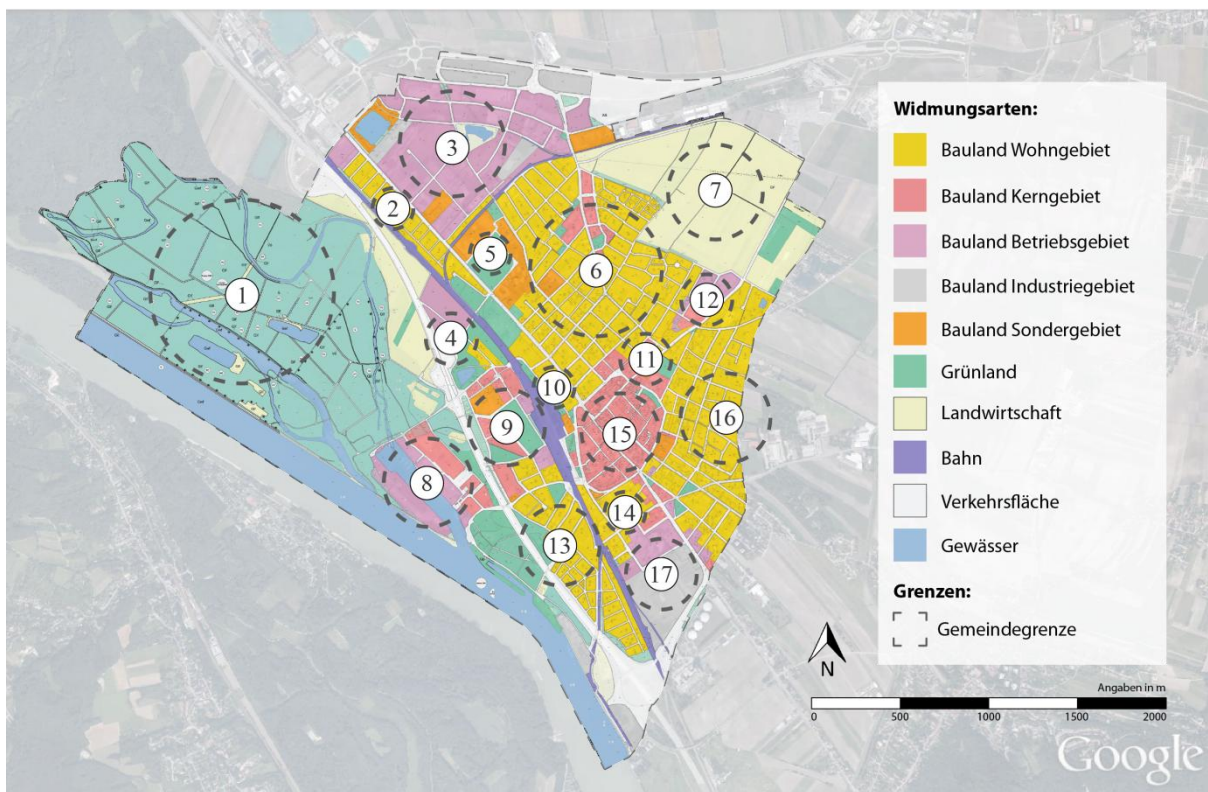 Widmungsarten:
Bauland Wohngebiet
Bauland Kerngebiet
Bauland Betriebsgebiet
Bauland Industriegebiet
Bauland Sondergebiet
Grünland
Landwirtschaft
Bahn
Verkehrsfläche
Gewässer
Grenzen:
Gemeindegrenze
N
Angaben in m
0 500 1000 1500 2000
Google
1
2
3
4
5
6
7
8
9
10
11
12
13
14
15
16
17